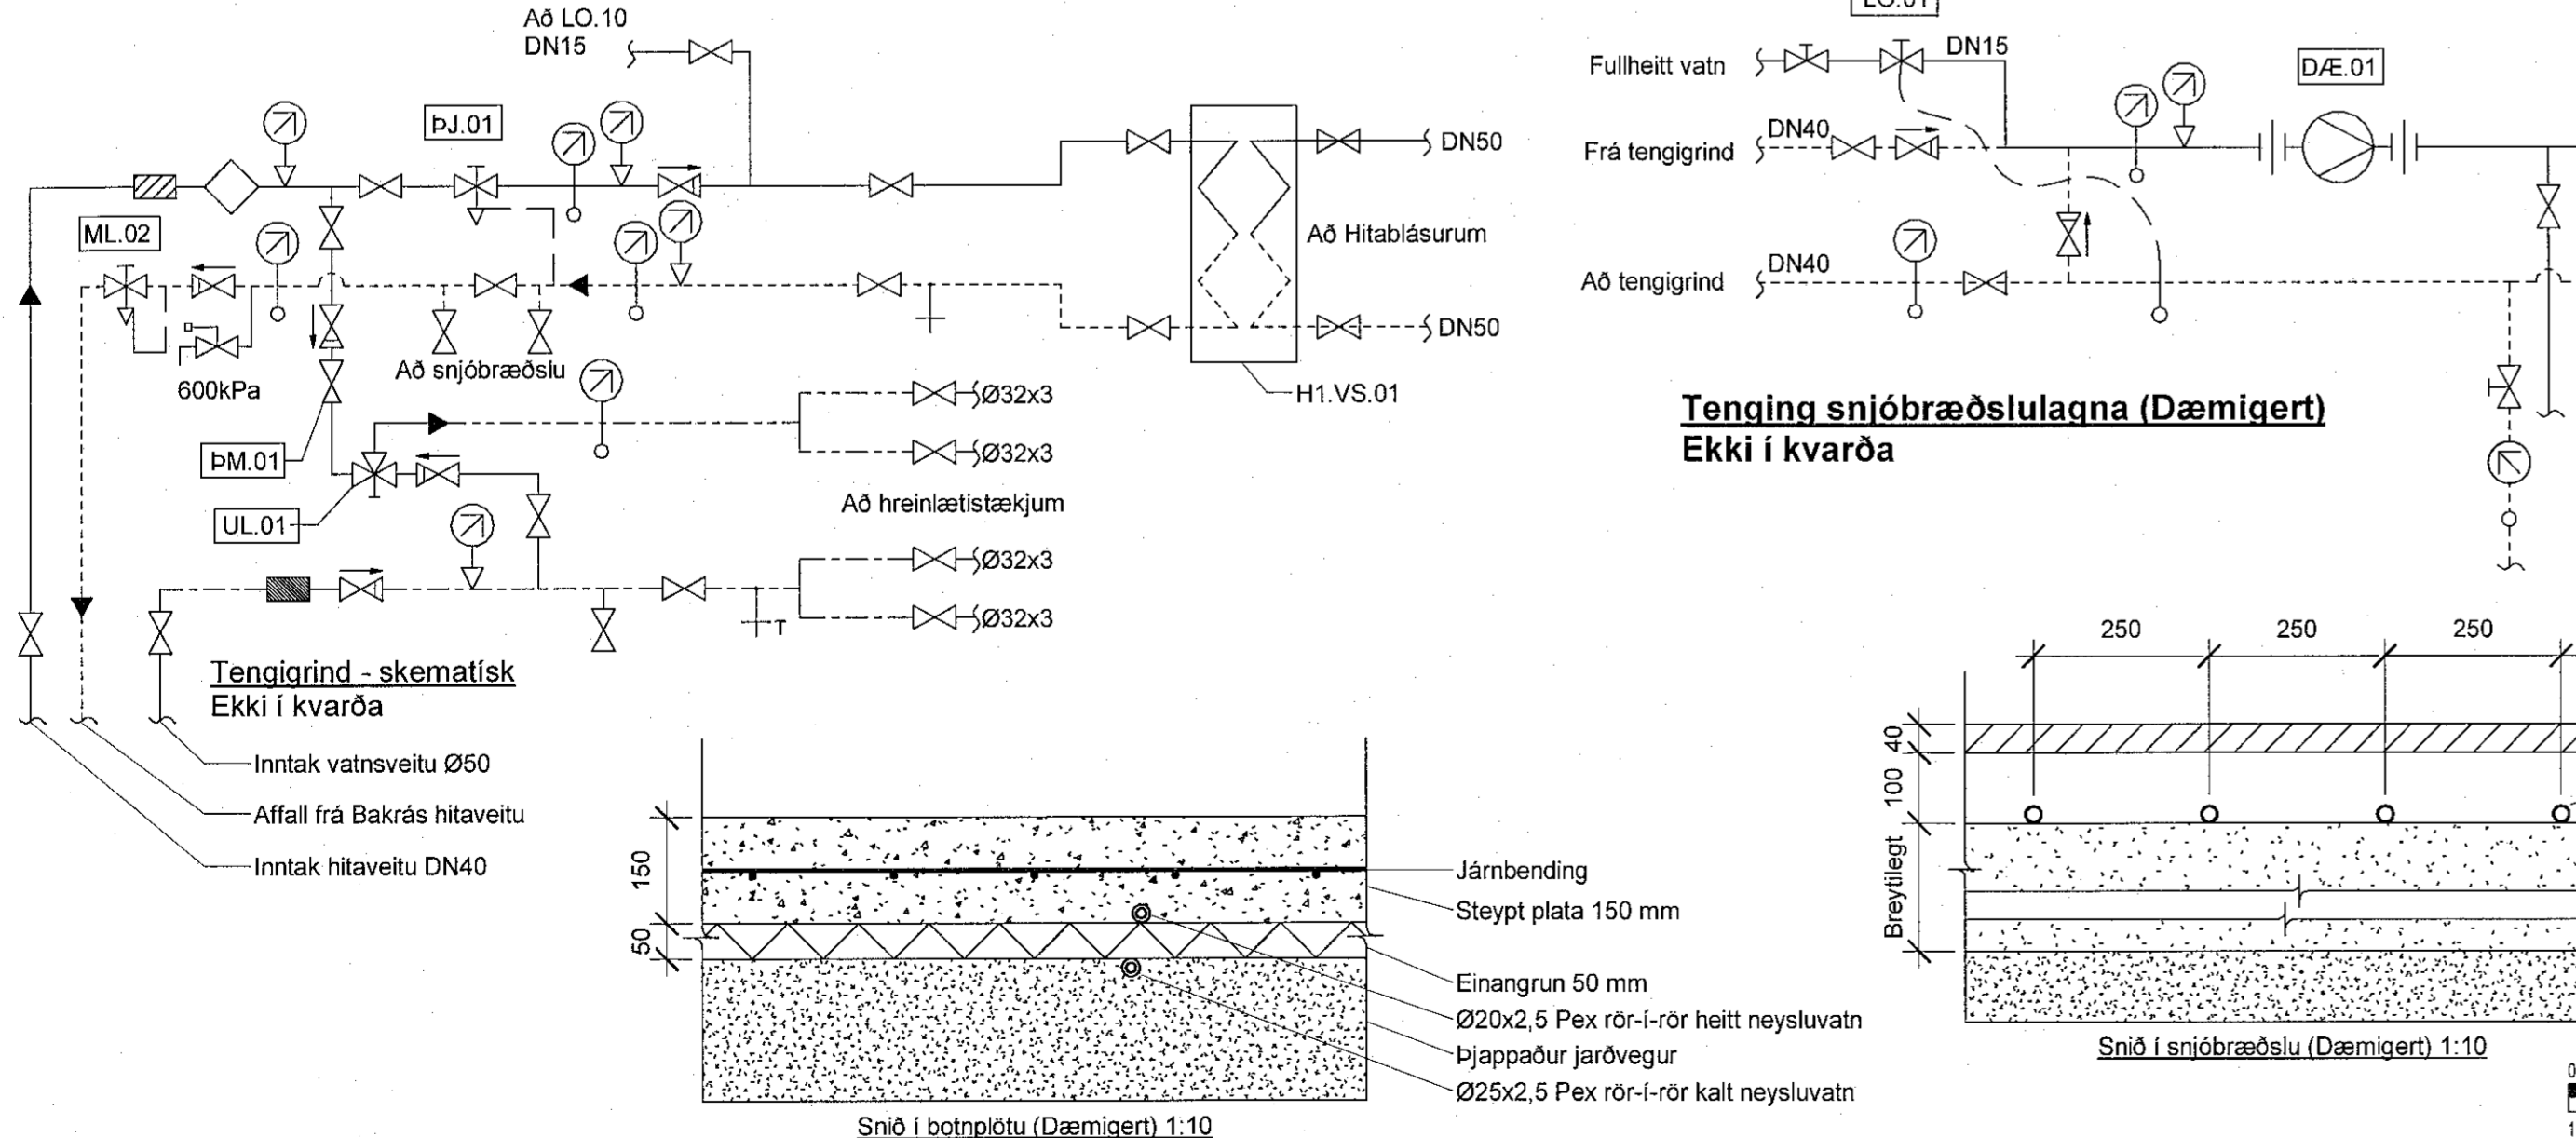 Að LO.10
DN15
ÞJ.01
ML.02
600kPa
Að snjóbræðslu
ÞM.01
UL.01
DN50
Að Hitablásurum
DN50
H1.VS.01
Ø32x3
Ø32x3
Að hreinlætistækjum
Ø32x3
Ø32x3
T
Tengigrind - skematísk
Ekki í kvarða
Inntak vatnsveitu Ø50
Affall frá Bakrás hitaveitu
Inntak hitaveitu DN40
LO.01
Fullheitt vatn
DN15
DÆ.01
Frá tengigrind
DN40
Að tengigrind
DN40
Tenging snjóbræðslulagna (Dæmigert)
Ekki í kvarða
150
50
Járnbending
Steypt plata 150 mm
Einangrun 50 mm
Ø20x2,5 Pex rör-í-rör heitt neysluvatn
Þjappaður jarðvegur
Ø25x2,5 Pex rör-í-rör kalt neysluvatn
Snið í botnplötu (Dæmigert) 1:10
250
250
250
40
100
Breytilegt
Snið í snjóbræðslu (Dæmigert) 1:10
0
1